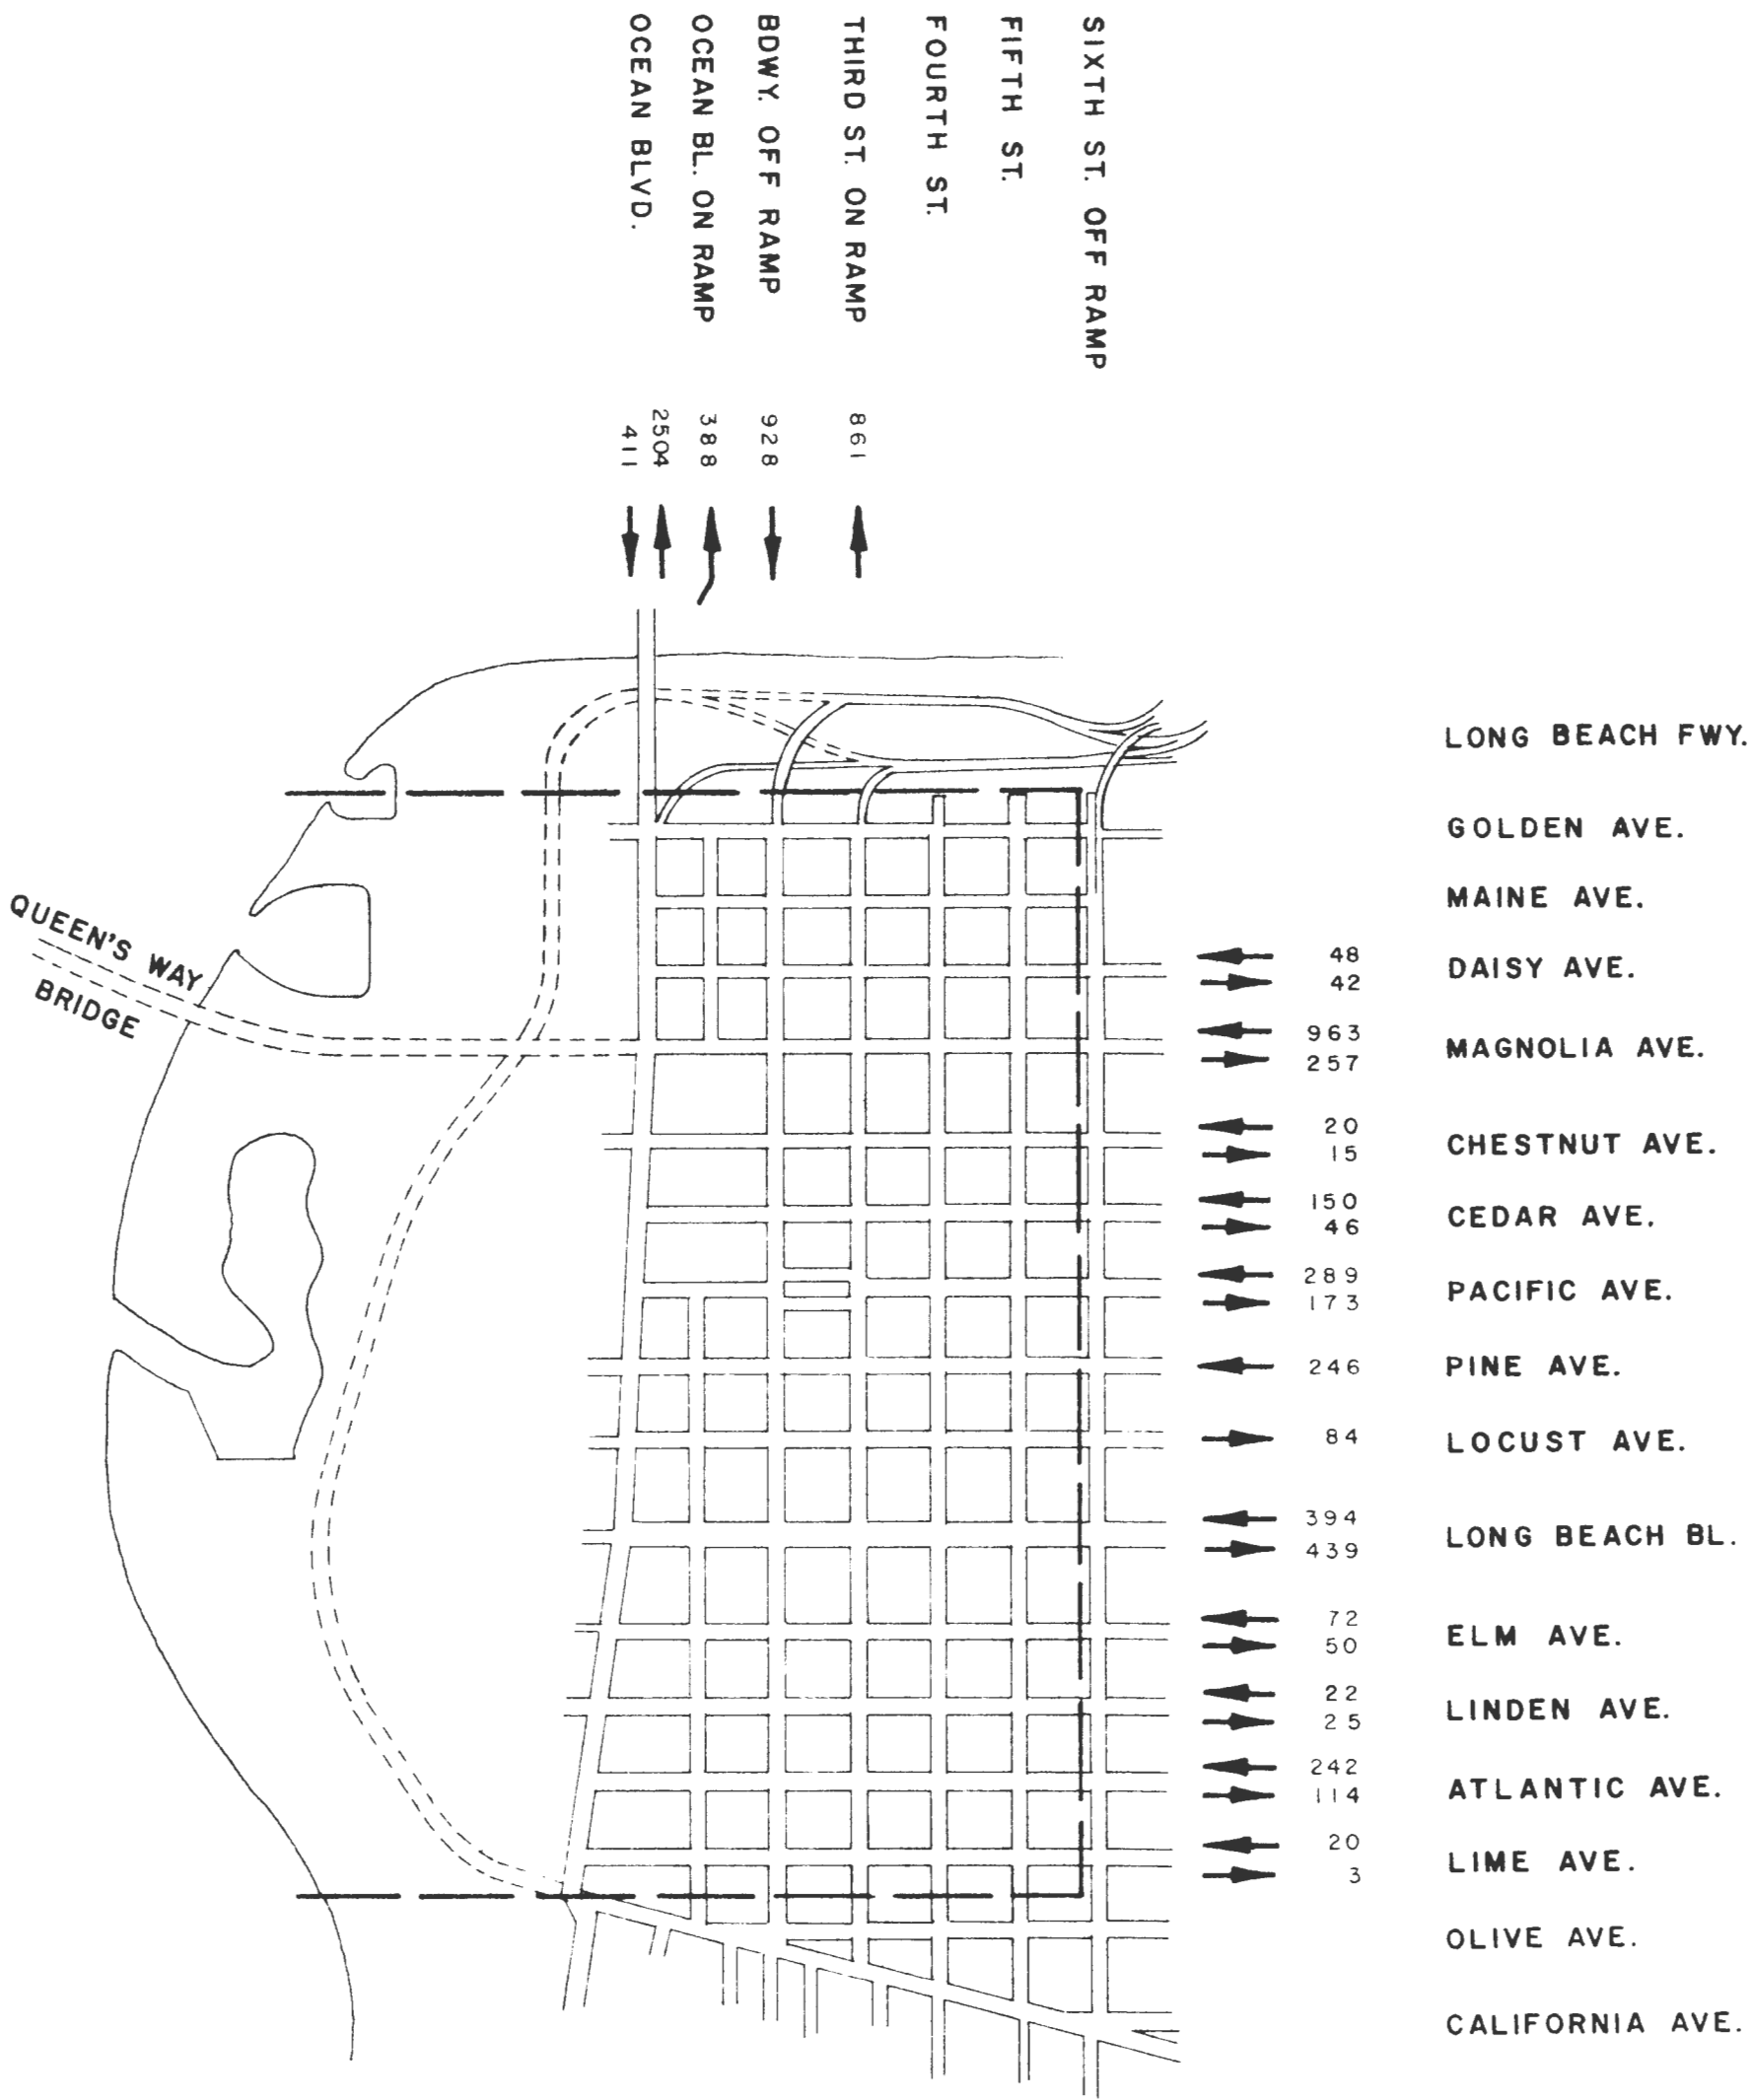 OCEAN BLVD.
OCEAN BL. ON RAMP
BDWY. OFF RAMP
THIRD ST. ON RAMP
FOURTH ST.
FIFTH ST.
SIXTH ST. OFF RAMP
411
2504
388
928
861
LONG BEACH FWY.
GOLDEN AVE.
MAINE AVE.
48
42
DAISY AVE.
963
257
MAGNOLIA AVE.
20
15
CHESTNUT AVE.
150
46
CEDAR AVE.
289
173
PACIFIC AVE.
246
PINE AVE.
84
LOCUST AVE.
394
439
LONG BEACH BL.
72
50
ELM AVE.
22
25
LINDEN AVE.
242
114
ATLANTIC AVE.
20
3
LIME AVE.
OLIVE AVE.
CALIFORNIA AVE.
QUEEN'S WAY
BRIDGE